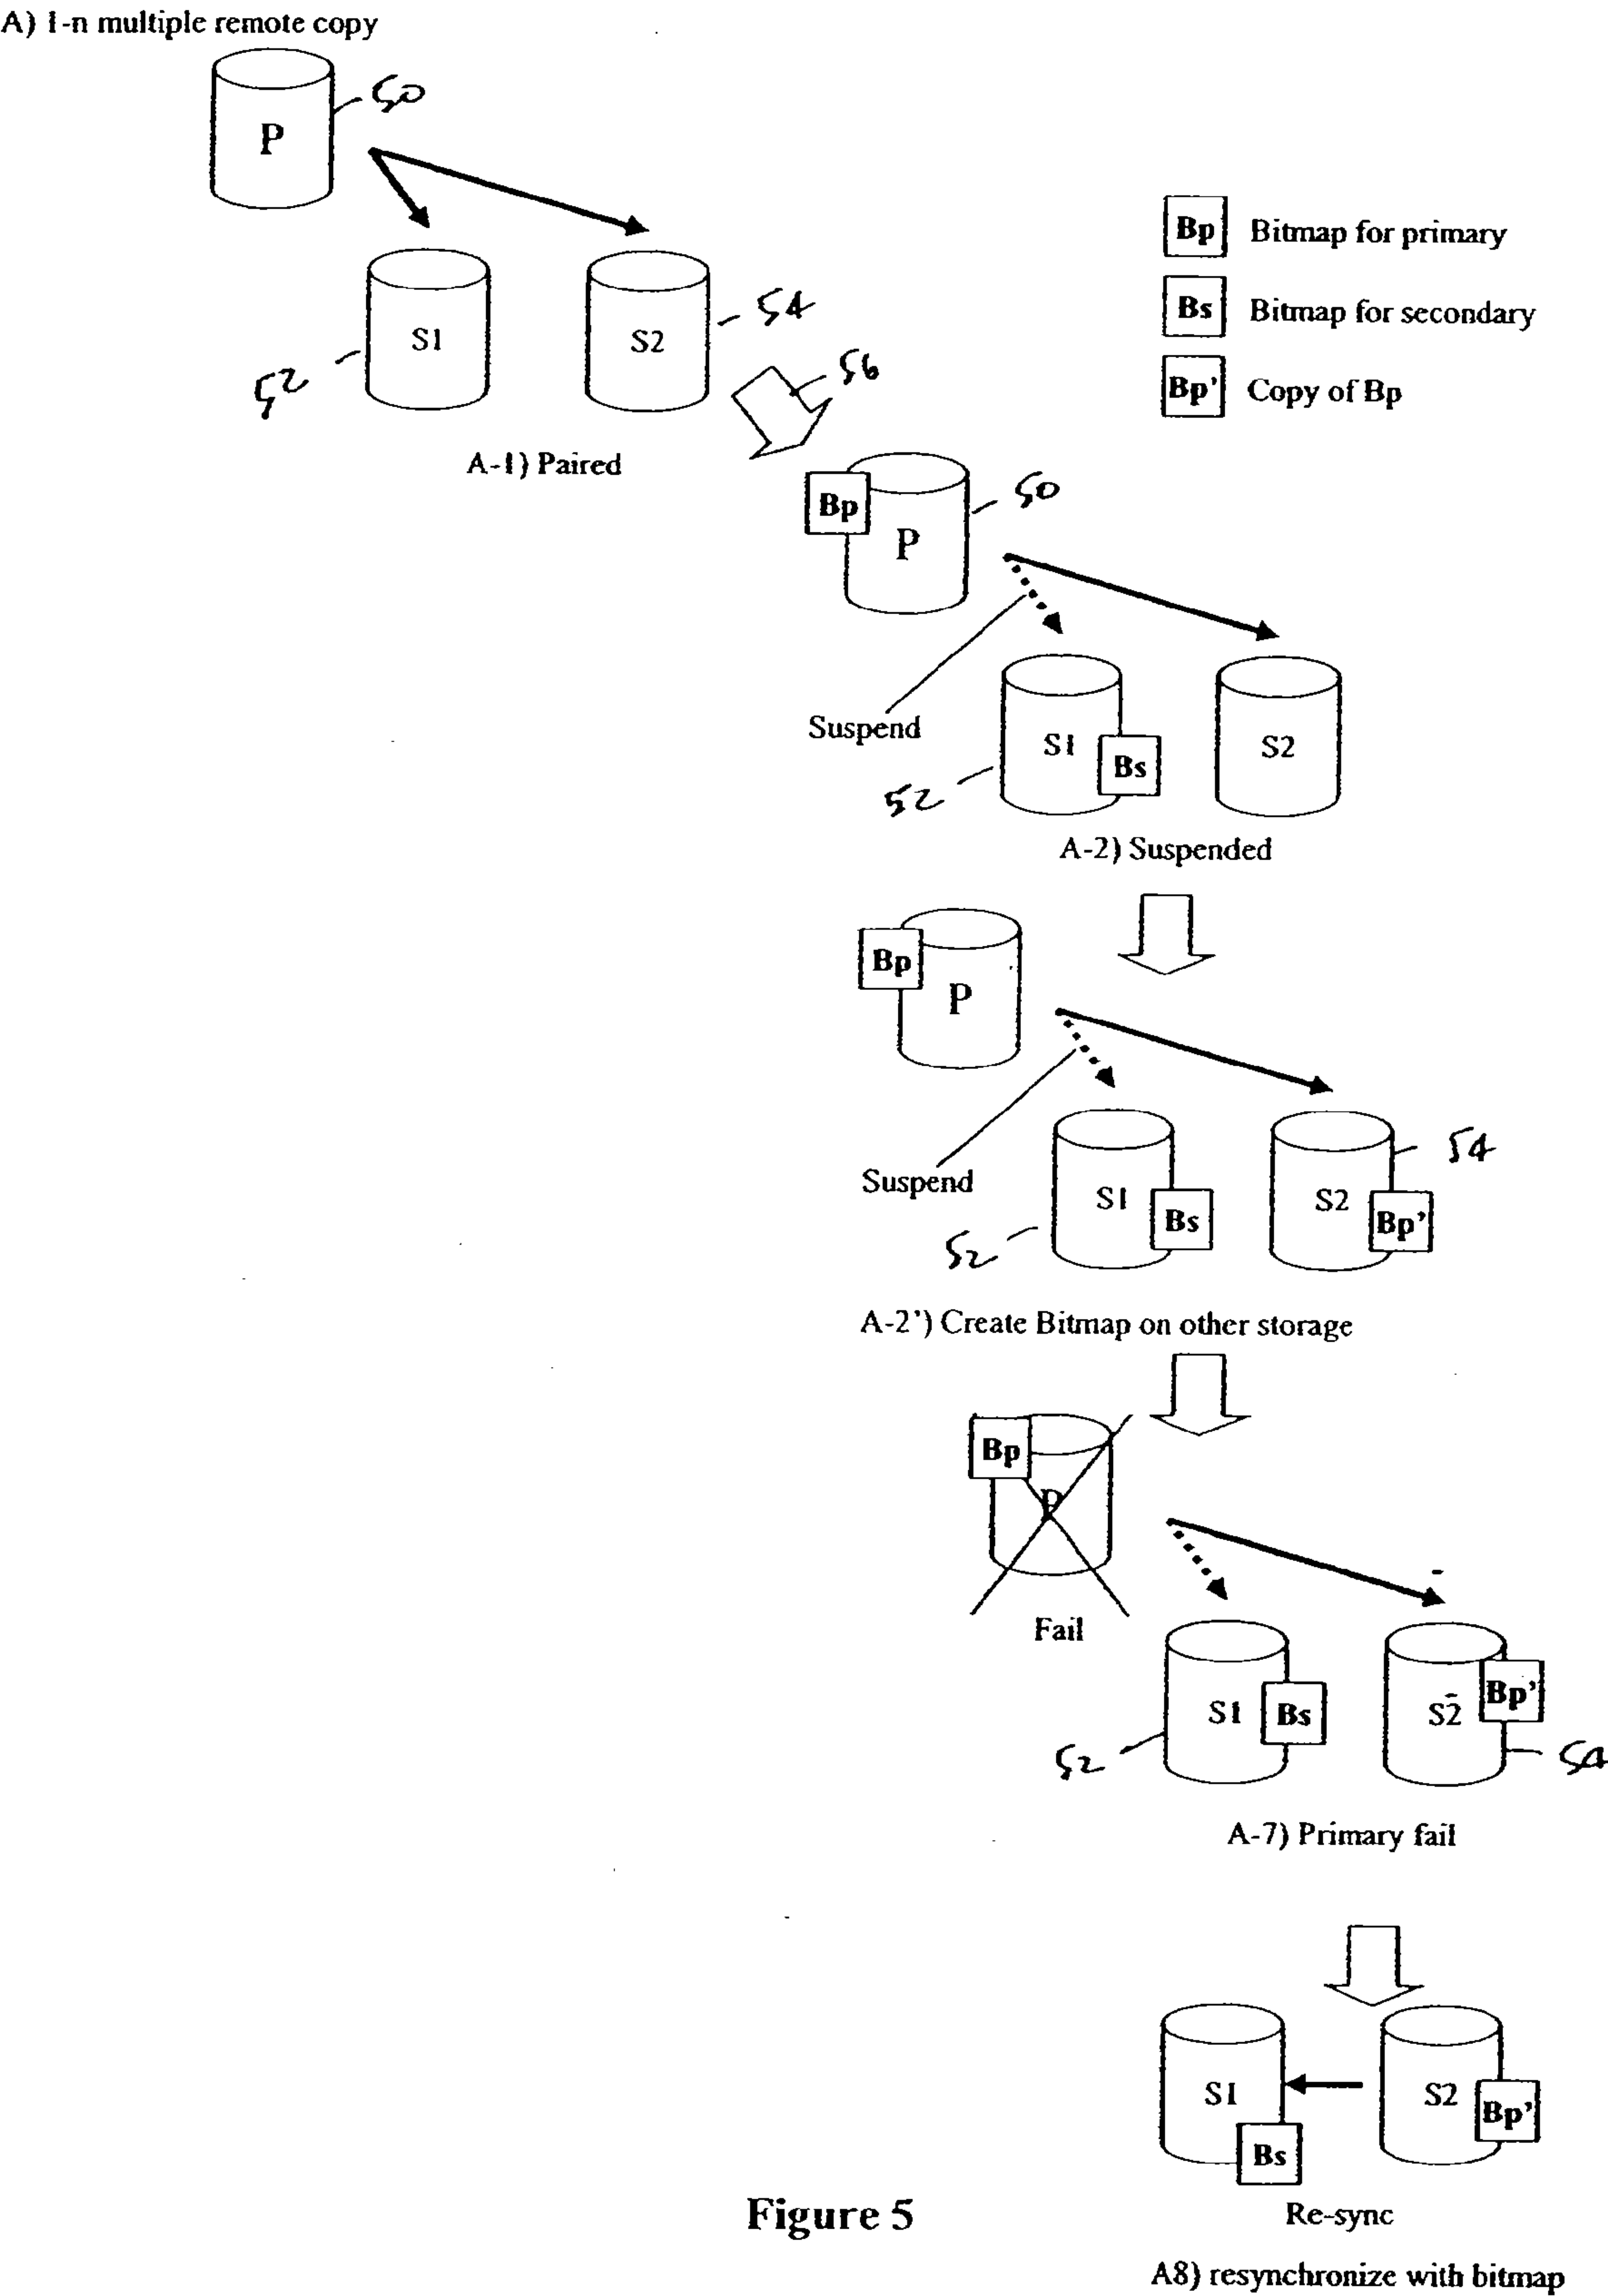 A) 1-n multiple remote copy
50
P
Bp Bitmap for primary
S1
S2
54
Bs Bitmap for secondary
52
56
Bp' Copy of Bp
A-1) Paired
Bp
P
50
Suspend
S1
Bs
S2
52
A-2) Suspended
Bp
P
Suspend
S1
Bs
S2
Bp'
54
52
A-2') Create Bitmap on other storage
Bp
P
Fail
S1
Bs
S2
Bp'
52
54
A-7) Primary fail
S1
Bs
S2
Bp'
Re-sync
Figure 5
A8) resynchronize with bitmap